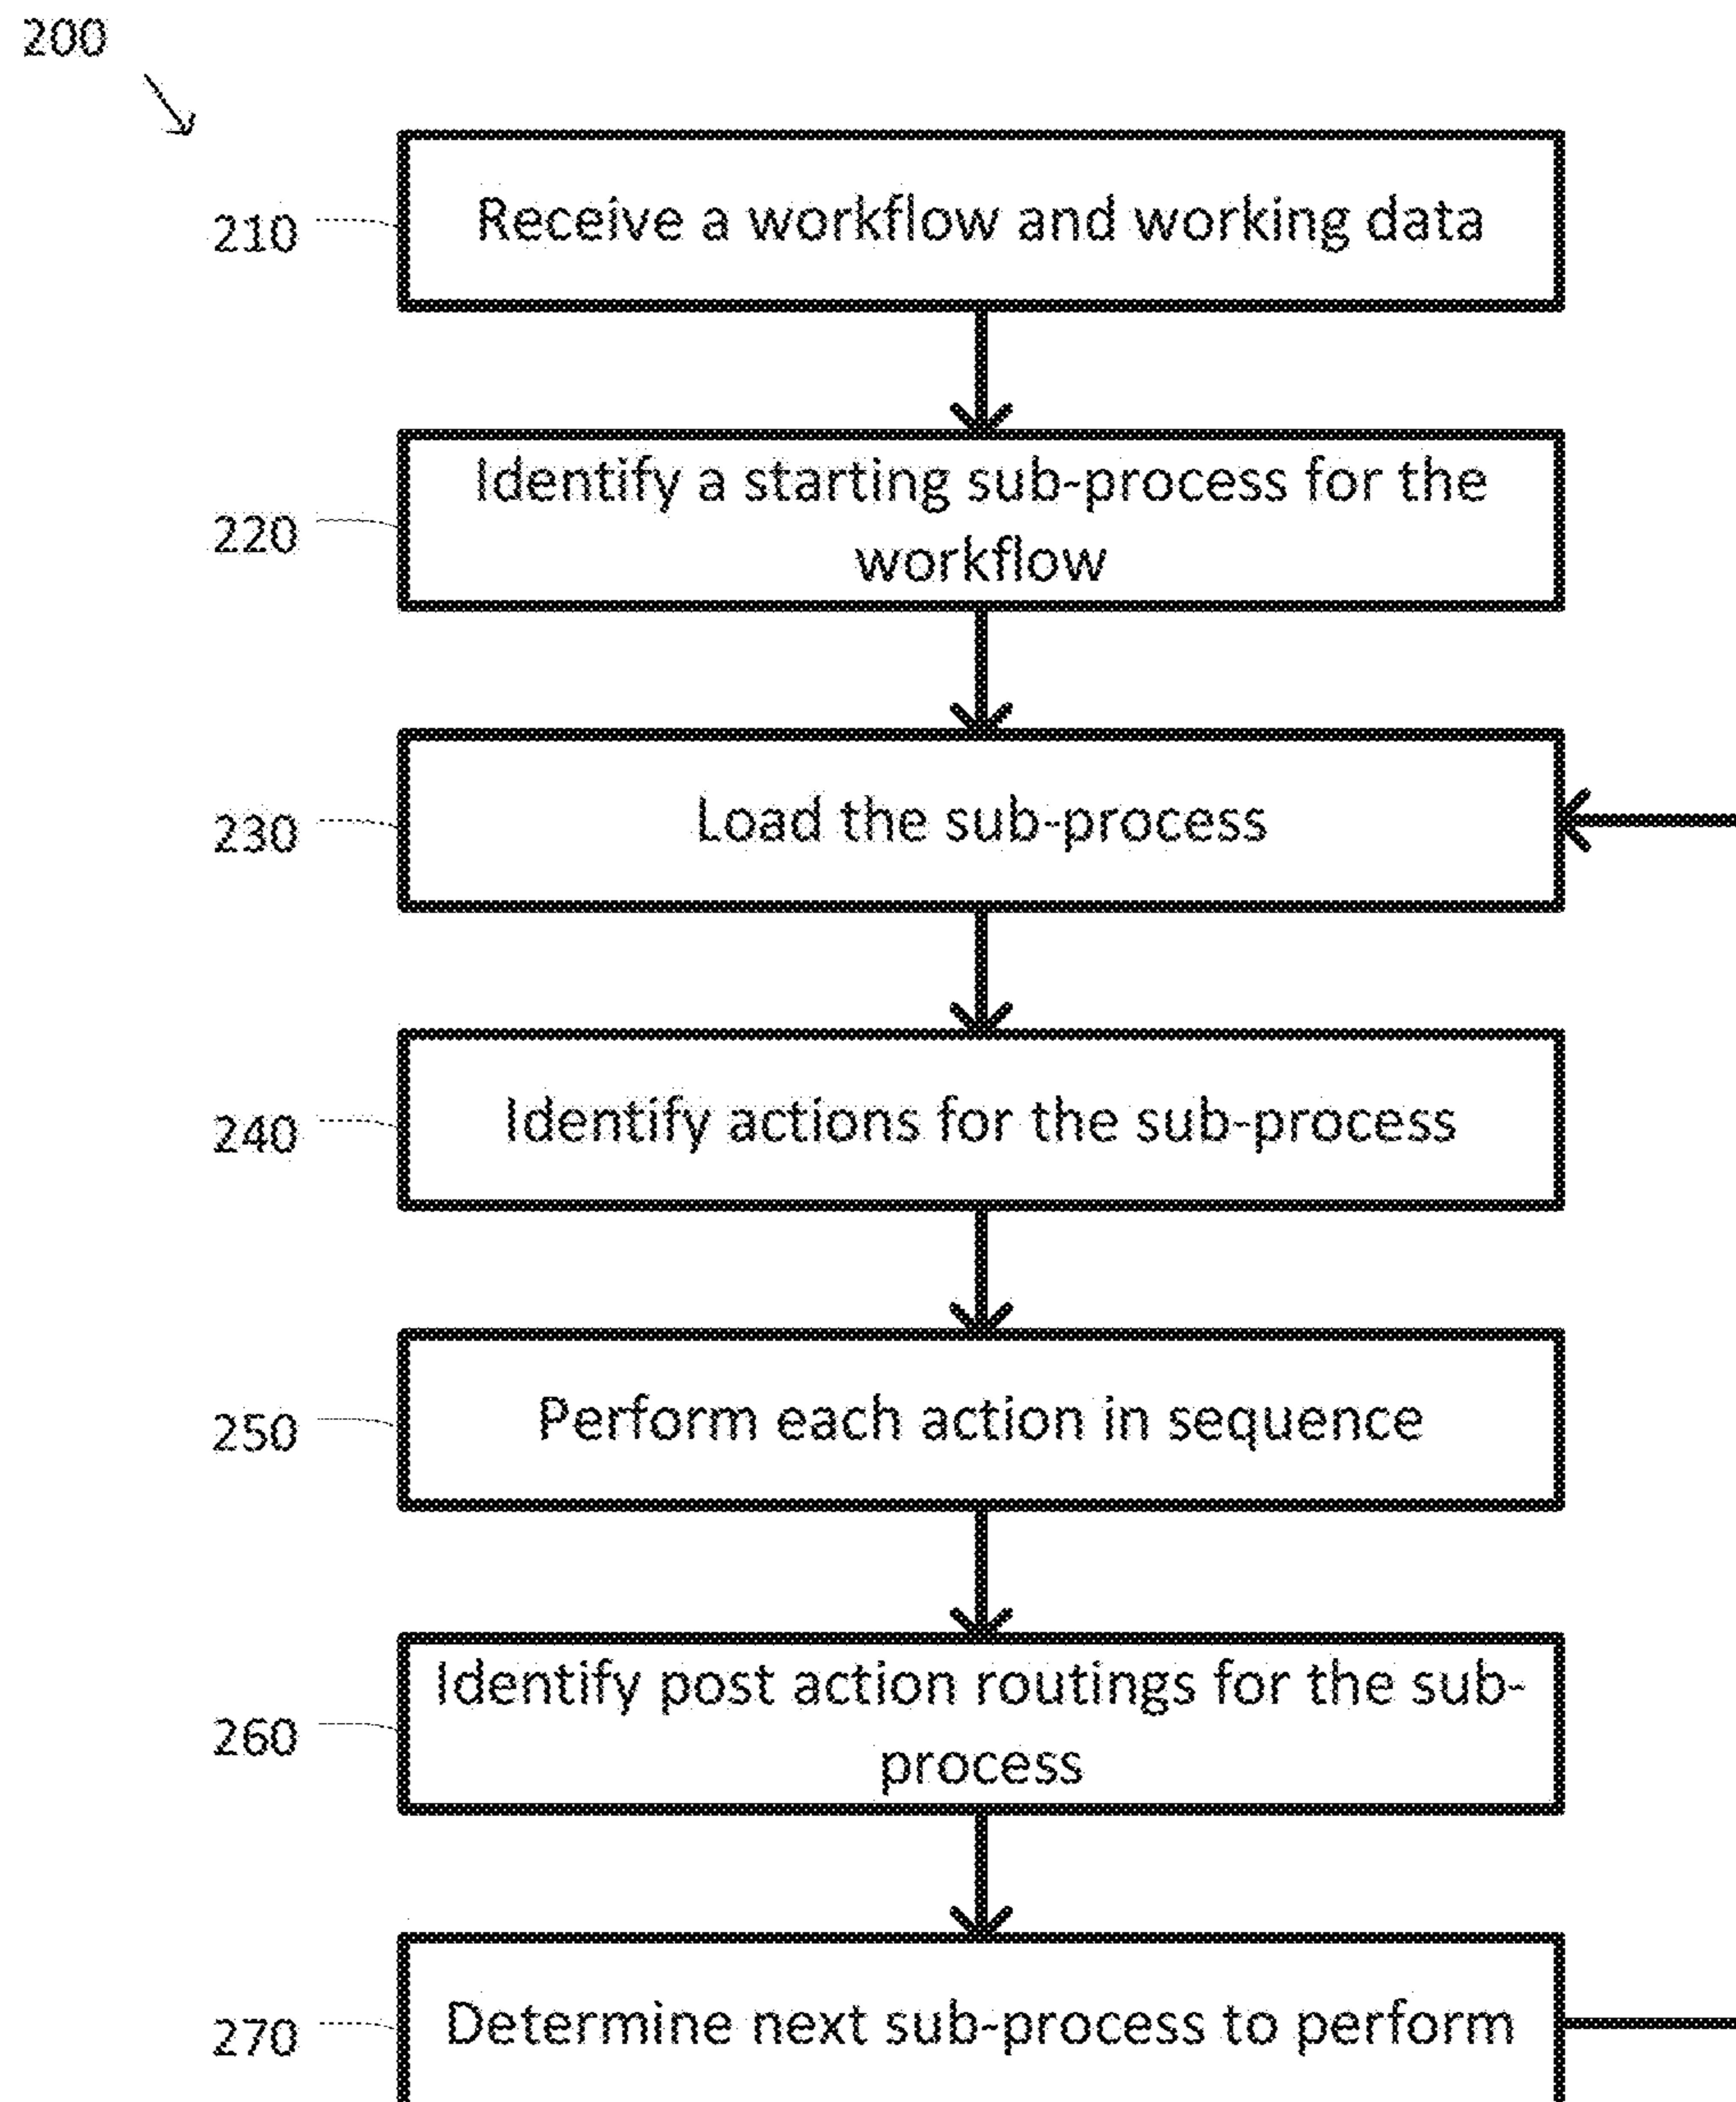 200
210
Receive a workflow and working data
220
Identify a starting sub-process for the
workflow
230
Load the sub-process
240
Identify actions for the sub-process
250
Perform each action in sequence
260
Identify post action routings for the sub-
process
270
Determine next sub-process to perform